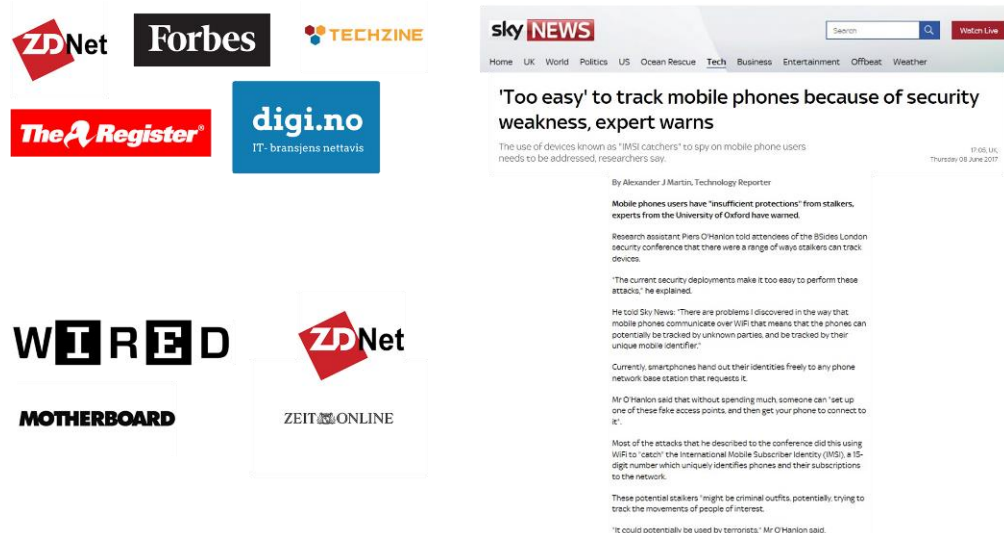 ZDNet
Forbes
TECHZINE
The Register®
digi.no
IT- bransjens nettavis
WIRED
ZDNet
MOTHERBOARD
ZEIT ONLINE
sky NEWS
Search
Watch Live
Home UK World Politics US Ocean Rescue Tech Business Entertainment Offbeat Weather
'Too easy' to track mobile phones because of security
weakness, expert warns
The use of devices known as "IMSI catchers" to spy on mobile phone users
needs to be addressed, researchers say.
17:05, UK,
Thursday 08 June 2017
By Alexander J Martin, Technology Reporter
Mobile phones users have "insufficient protections" from stalkers,
experts from the University of Oxford have warned.
Research assistant Piers O'Hanlon told attendees of the BSides London
security conference that there were a range of ways stalkers can track
devices.
"The current security deployments make it too easy to perform these
attacks," he explained.
He told Sky News: "There are problems I discovered in the way that
mobile phones communicate over WiFi that means that the phones can
potentially be tracked by unknown parties, and be tracked by their
unique mobile identifier."
Currently, smartphones hand out their identities freely to any phone
network base station that requests it.
Mr O'Hanlon said that without spending much, someone can "set up
one of these fake access points, and then get your phone to connect to
it".
Most of the attacks that he described to the conference did this using
WiFi to "catch" the International Mobile Subscriber Identity (IMSI), a 15-
digit number which uniquely identifies phones and their subscriptions
to the network.
These potential stalkers "might be criminal outfits, potentially, trying to
track the movements of people of interest.
"It could potentially be used by terrorists," Mr O'Hanlon said.